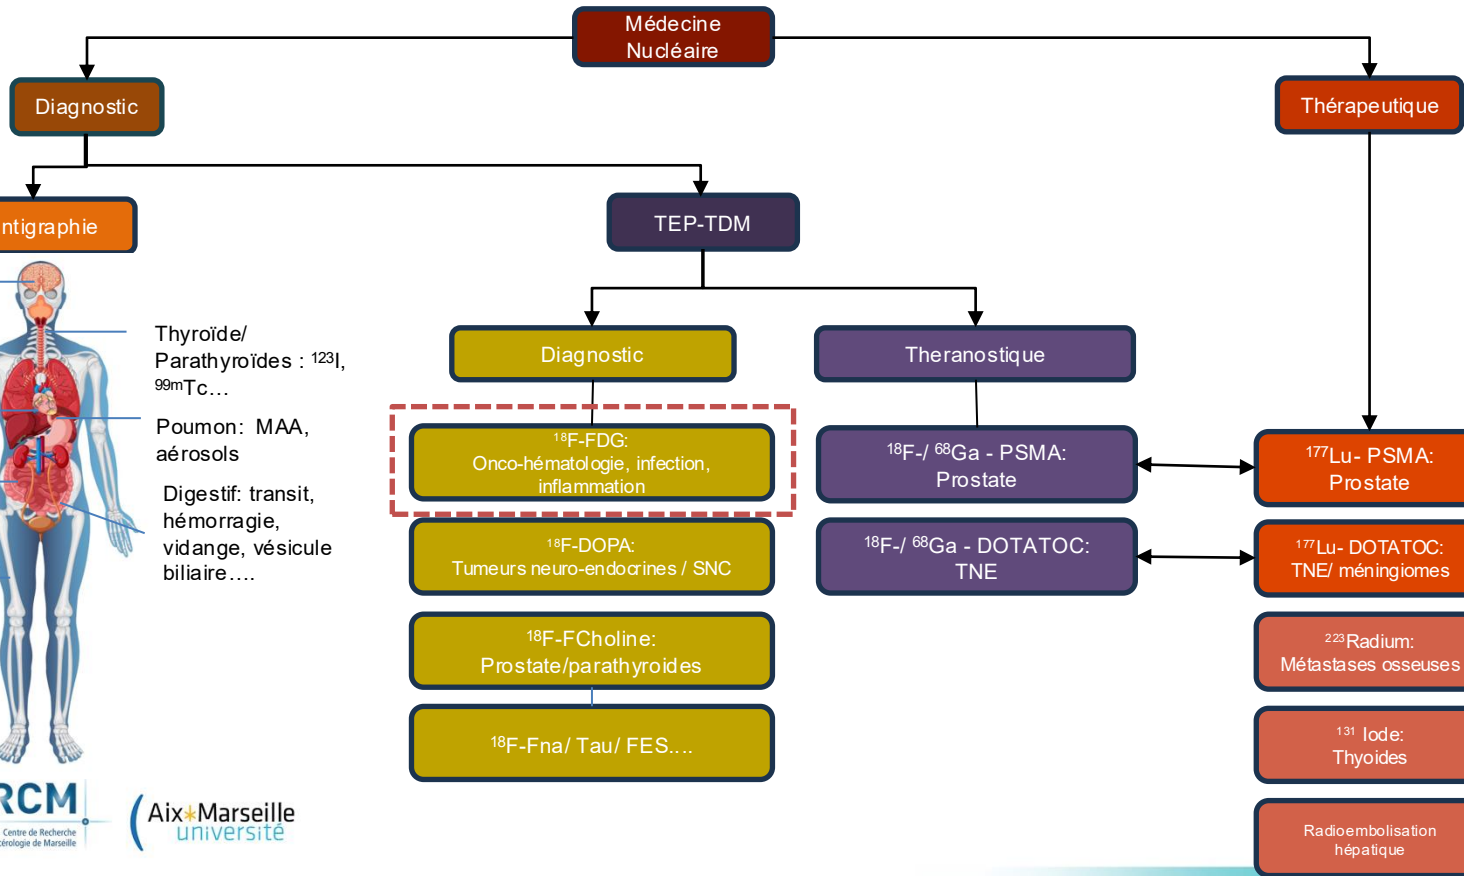 Médecine
Nucléaire
Diagnostic
Thérapeutique
ntigraphie
TEP-TDM
Thyroïde/
Parathyroïdes : ¹²³I,
⁹⁹ᵐTc…
Poumon: MAA,
aérosols
Digestif: transit,
hémorragie,
vidange, vésicule
biliaire….
Diagnostic
¹⁸F-FDG:
Onco-hématologie, infection,
inflammation
¹⁸F-DOPA:
Tumeurs neuro-endocrines / SNC
¹⁸F-FCholine:
Prostate/parathyroides
¹⁸F-Fna/ Tau/ FES....
Theranostique
¹⁸F-/ ⁶⁸Ga - PSMA:
Prostate
¹⁸F-/ ⁶⁸Ga - DOTATOC:
TNE
¹⁷⁷Lu- PSMA:
Prostate
¹⁷⁷Lu- DOTATOC:
TNE/ méningiomes
²²³Radium:
Métastases osseuses
¹³¹ Iode:
Thyoides
Radioembolisation
hépatique
RCM
Centre de Recherche
cérologie de Marseille
Aix*Marseille
université